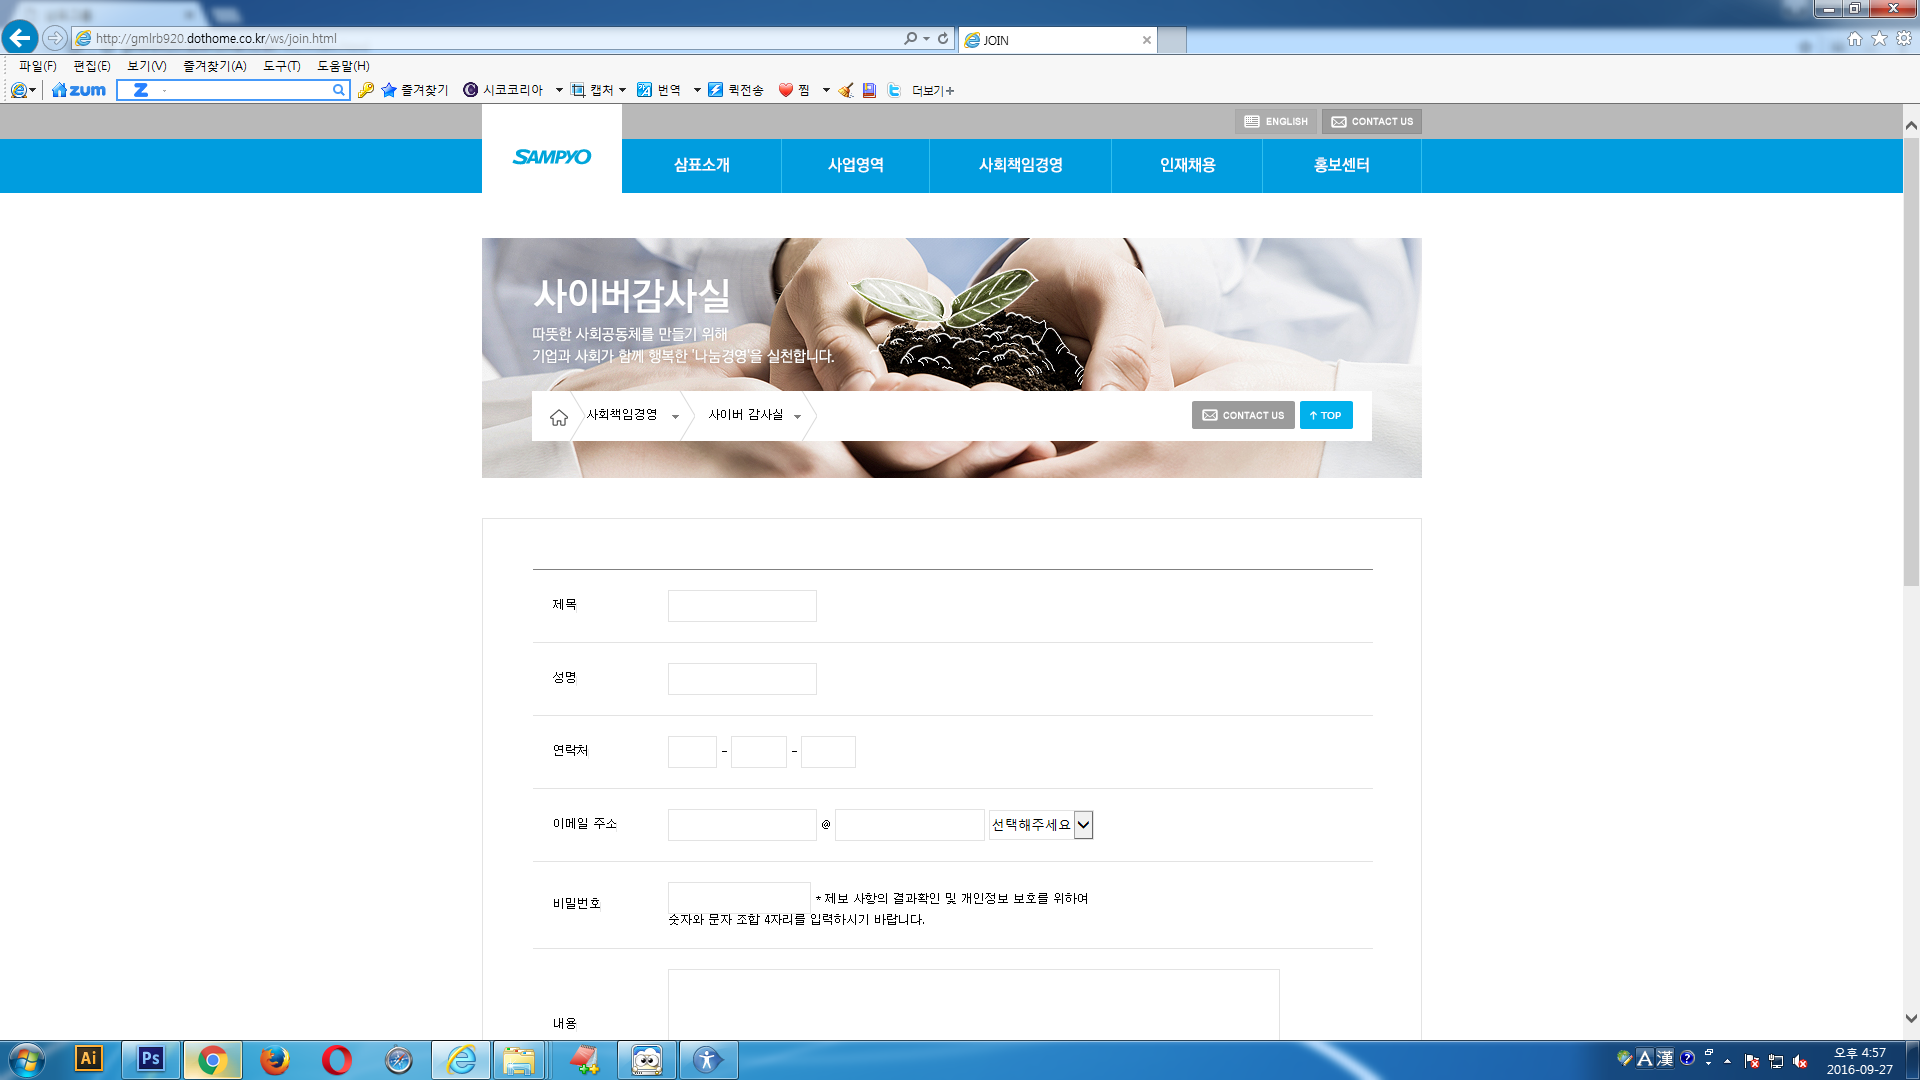 http://gmlrb920.dothome.co.kr/ws/join.html
JOIN
파일(F) 편집(E) 보기(V) 즐겨찾기(A) 도구(T) 도움말(H)
zum Z 즐겨찾기 시코코리아 캡처 번역 퀵전송 찜 더보기+
ENGLISH CONTACT US
SAMPYO 삼표소개 사업영역 사회책임경영 인재채용 홍보센터
사이버감사실
따뜻한 사회공동체를 만들기 위해
기업과 사회가 함께 행복한 '나눔경영'을 실천합니다.
사회책임경영 사이버 감사실 CONTACT US TOP
제목
성명
연락처 - -
이메일 주소 @ 선택해주세요
비밀번호 * 제보 사항의 결과확인 및 개인정보 보호를 위하여
숫자와 문자 조합 4자리를 입력하시기 바랍니다.
내용
Ai Ps A 漢 오후 4:57
2016-09-27